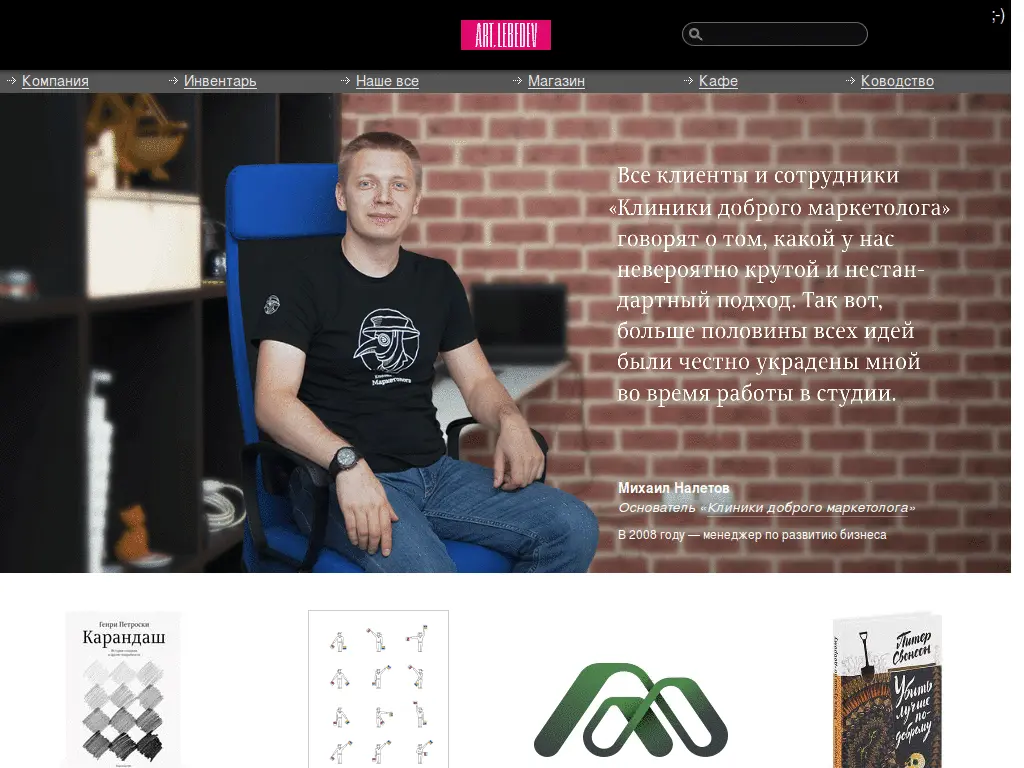 ;-)
ART.LEBEDEV
Компания
Инвентарь
Наше все
Магазин
Кафе
Ководство
Все клиенты и сотрудники
«Клиники доброго маркетолога»
говорят о том, какой у нас
невероятно крутой и нестан-
дартный подход. Так вот,
больше половины всех идей
были честно украдены мной
во время работы в студии.
Маркетолога
Михаил Налетов
Основатель «Клиники доброго маркетолога»
В 2008 году — менеджер по развитию бизнеса
Генри Петроски
Карандаш
Питер
Свенсон
Убить
лучше
по-
доброму